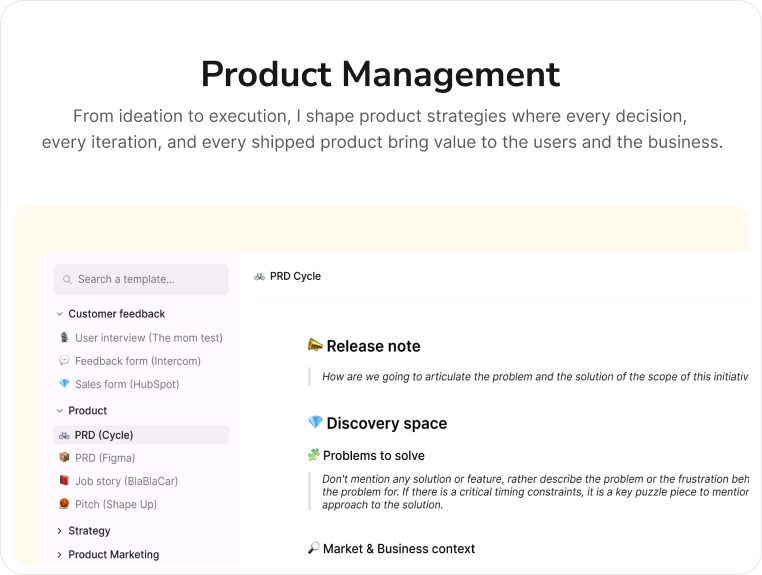 Product Management
From ideation to execution, I shape product strategies where every decision,
every iteration, and every shipped product bring value to the users and the business.
Search a template...
Customer feedback
User interview (The mom test)
Feedback form (Intercom)
Sales form (HubSpot)
Product
PRD (Cycle)
PRD (Figma)
Job story (BlaBlaCar)
Pitch (Shape Up)
Strategy
Product Marketing
PRD Cycle
Release note
How are we going to articulate the problem and the solution of the scope of this initiativ
Discovery space
Problems to solve
Don't mention any solution or feature, rather describe the problem or the frustration beh
the problem for. If there is a critical timing constraints, it is a key puzzle piece to mention
approach to the solution.
Market & Business context